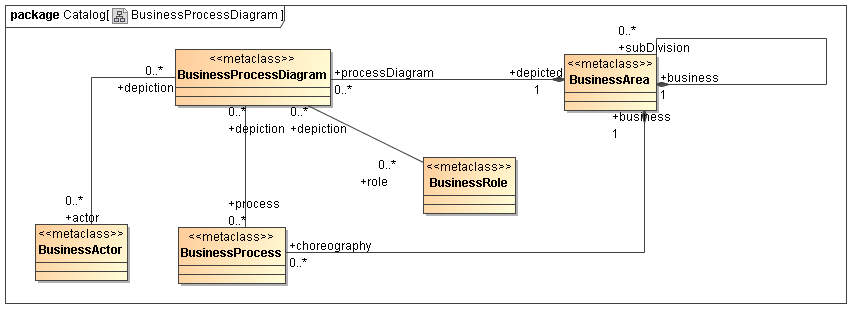 package Catalog[ BusinessProcessDiagram ]
0..*
+subDivision
<<metaclass>>
BusinessProcessDiagram
<<metaclass>>
BusinessArea
0..*
+depiction
+processDiagram
0..*
+depicted
1
+business
1
0..*
+depiction
0..*
+depiction
+business
1
<<metaclass>>
BusinessRole
0..*
+role
0..*
+actor
+process
0..*
<<metaclass>>
BusinessActor
<<metaclass>>
BusinessProcess
+choreography
0..*